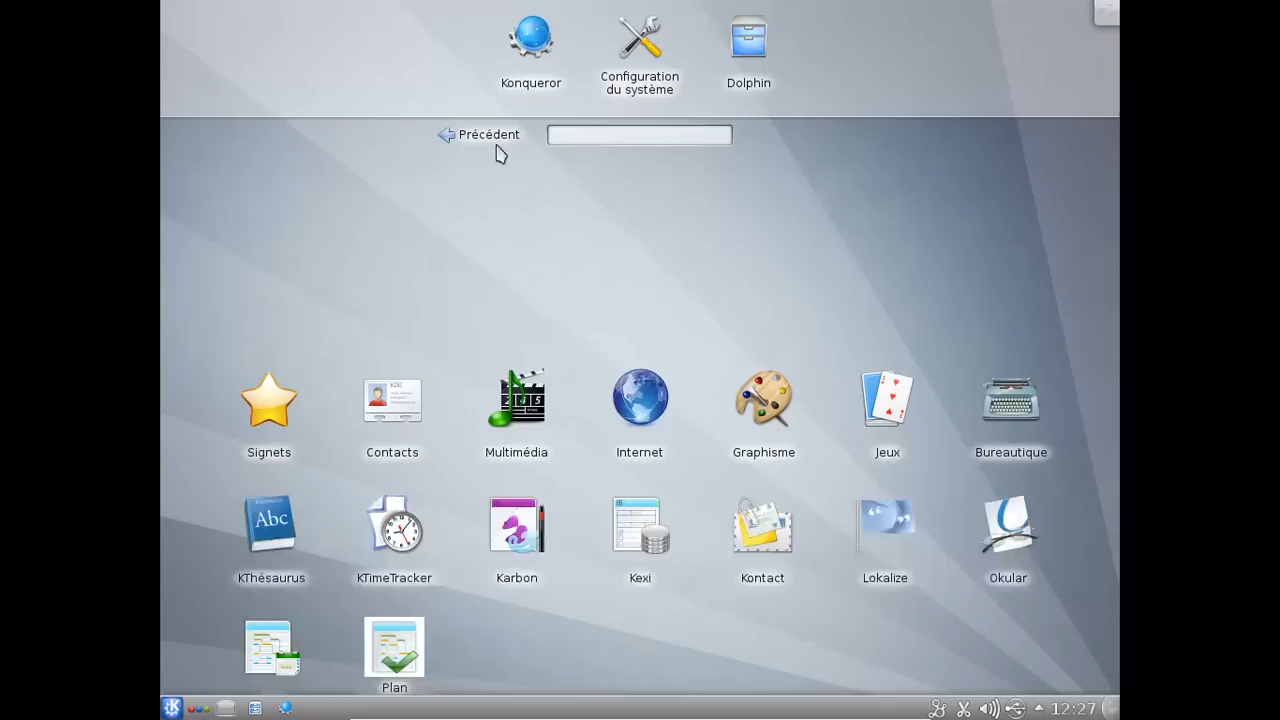 Konqueror
Configuration
du système
Dolphin
Précédent
Signets
Contacts
Multimédia
Internet
Graphisme
Jeux
Bureautique
KThésaurus
KTimeTracker
Karbon
Kexi
Kontact
Lokalize
Okular
Plan
12:27